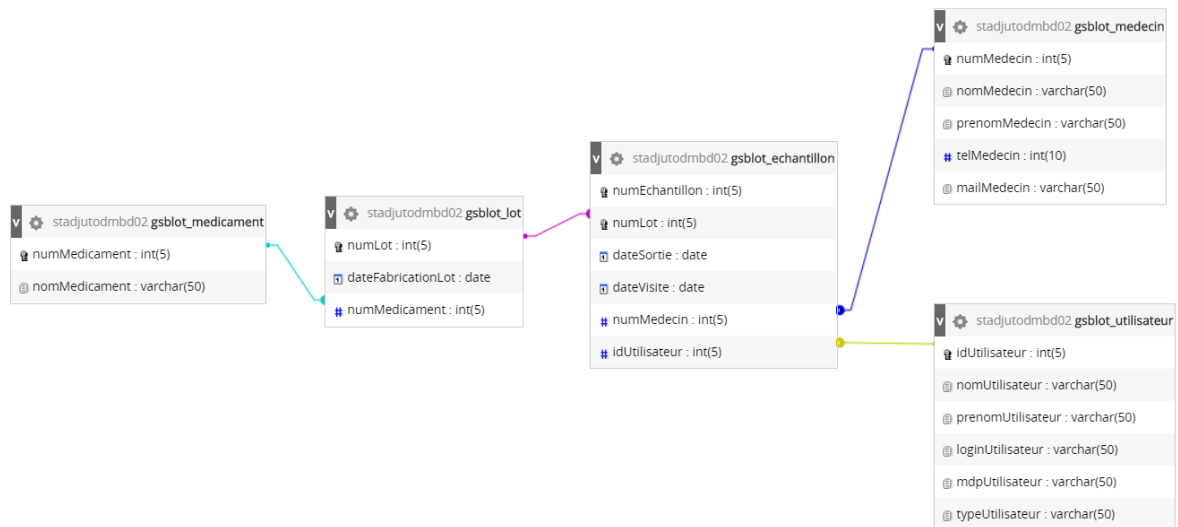 v stadjutodmbd02 gsblot_medicament
numMedicament : int(5)
nomMedicament : varchar(50)
v stadjutodmbd02 gsblot_lot
numLot : int(5)
dateFabricationLot : date
# numMedicament : int(5)
v stadjutodmbd02 gsblot_echantillon
numEchantillon : int(5)
numLot : int(5)
dateSortie : date
dateVisite : date
# numMedecin : int(5)
# idUtilisateur : int(5)
v stadjutodmbd02 gsblot_medecin
numMedecin : int(5)
nomMedecin : varchar(50)
prenomMedecin : varchar(50)
# telMedecin : int(10)
mailMedecin : varchar(50)
v stadjutodmbd02 gsblot_utilisateur
idUtilisateur : int(5)
nomUtilisateur : varchar(50)
prenomUtilisateur : varchar(50)
loginUtilisateur : varchar(50)
mdpUtilisateur : varchar(50)
typeUtilisateur : varchar(50)